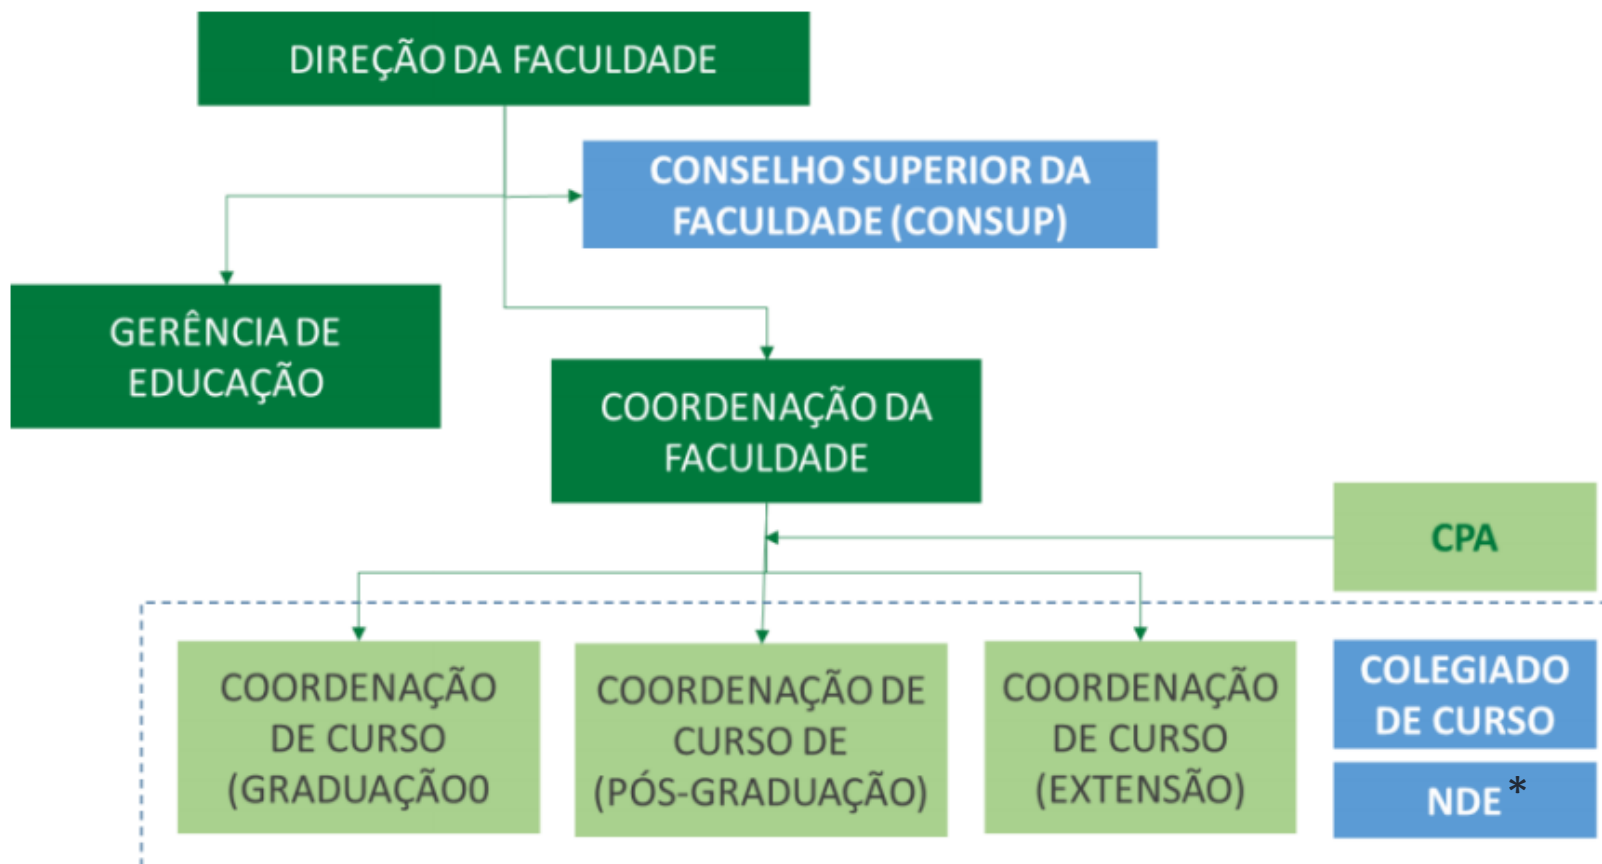 DIREÇÃO DA FACULDADE
CONSELHO SUPERIOR DA
FACULDADE (CONSUP)
GERÊNCIA DE
EDUCAÇÃO
COORDENAÇÃO DA
FACULDADE
CPA
COORDENAÇÃO
DE CURSO
(GRADUAÇÃO0
COORDENAÇÃO DE
CURSO DE
(PÓS-GRADUAÇÃO)
COORDENAÇÃO
DE CURSO
(EXTENSÃO)
COLEGIADO
DE CURSO
NDE *